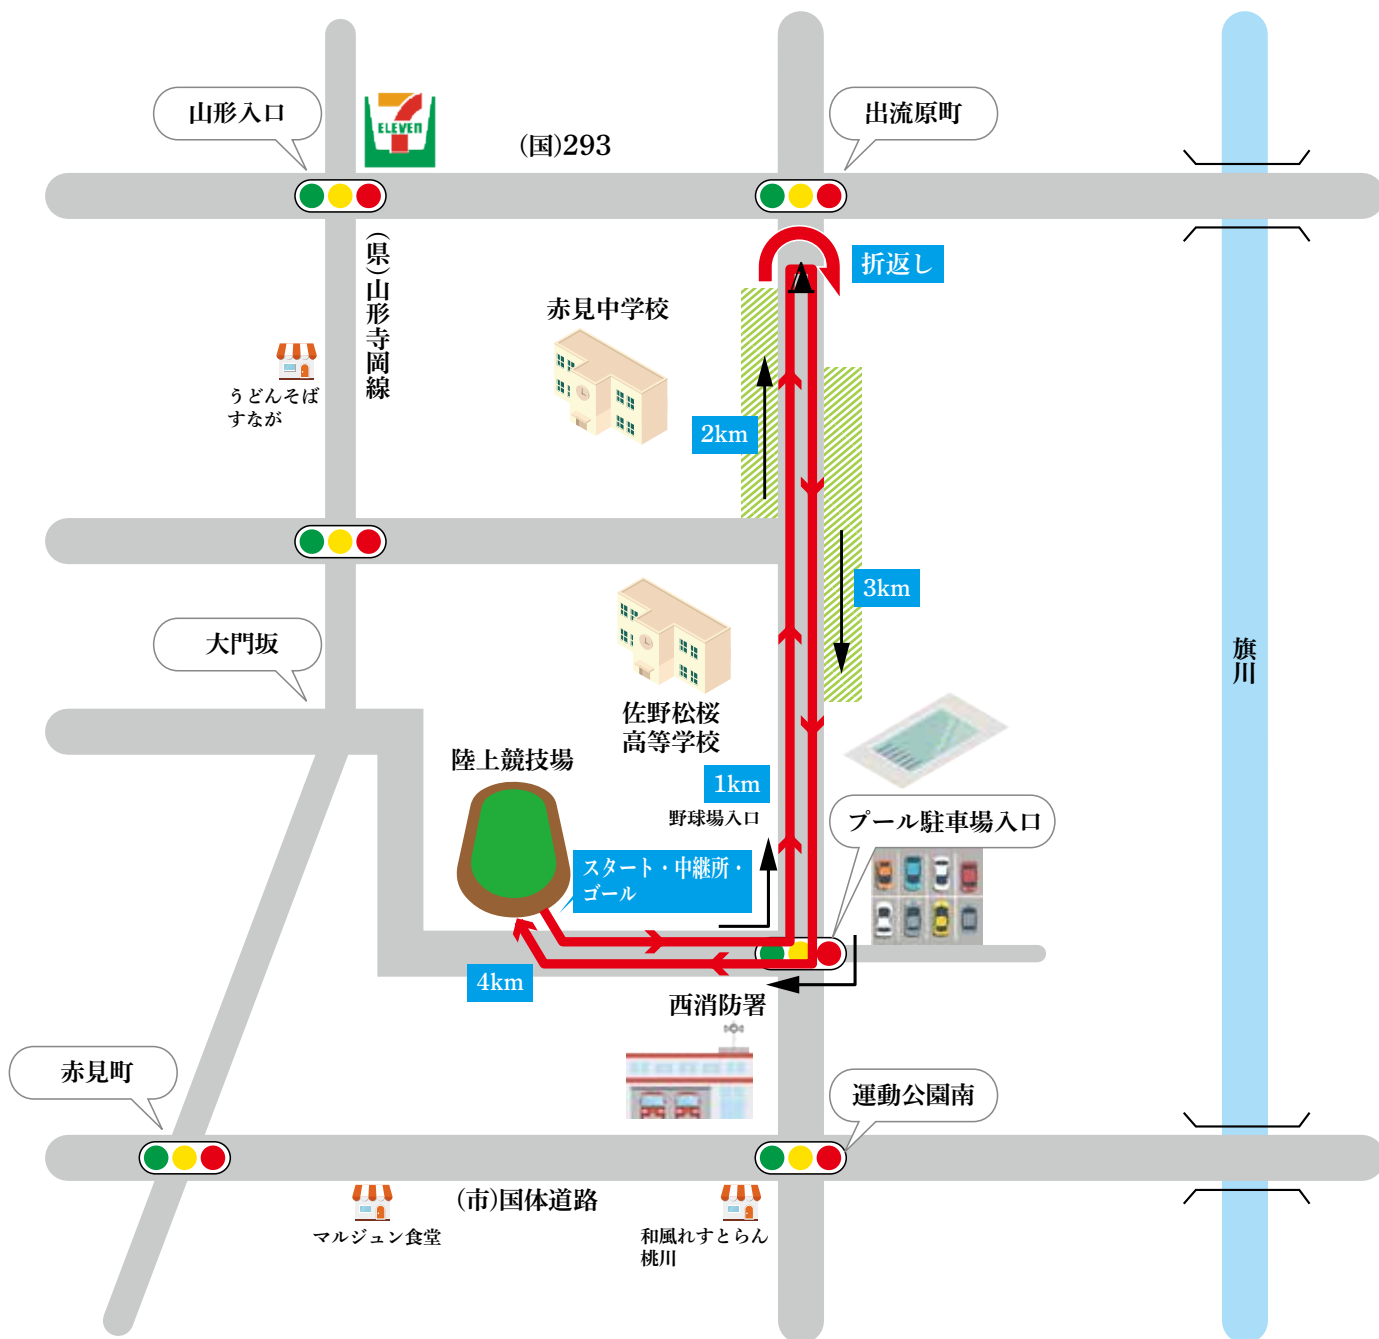 山形入口
ELEVEN
(国)293
出流原町
(県)山形寺岡線
折返し
赤見中学校
うどんそば
すなが
2km
3km
大門坂
旗川
佐野松桜
高等学校
陸上競技場
1km
野球場入口
プール駐車場入口
スタート・中継所・
ゴール
4km
西消防署
赤見町
運動公園南
(市)国体道路
マルジュン食堂
和風れすとらん
桃川